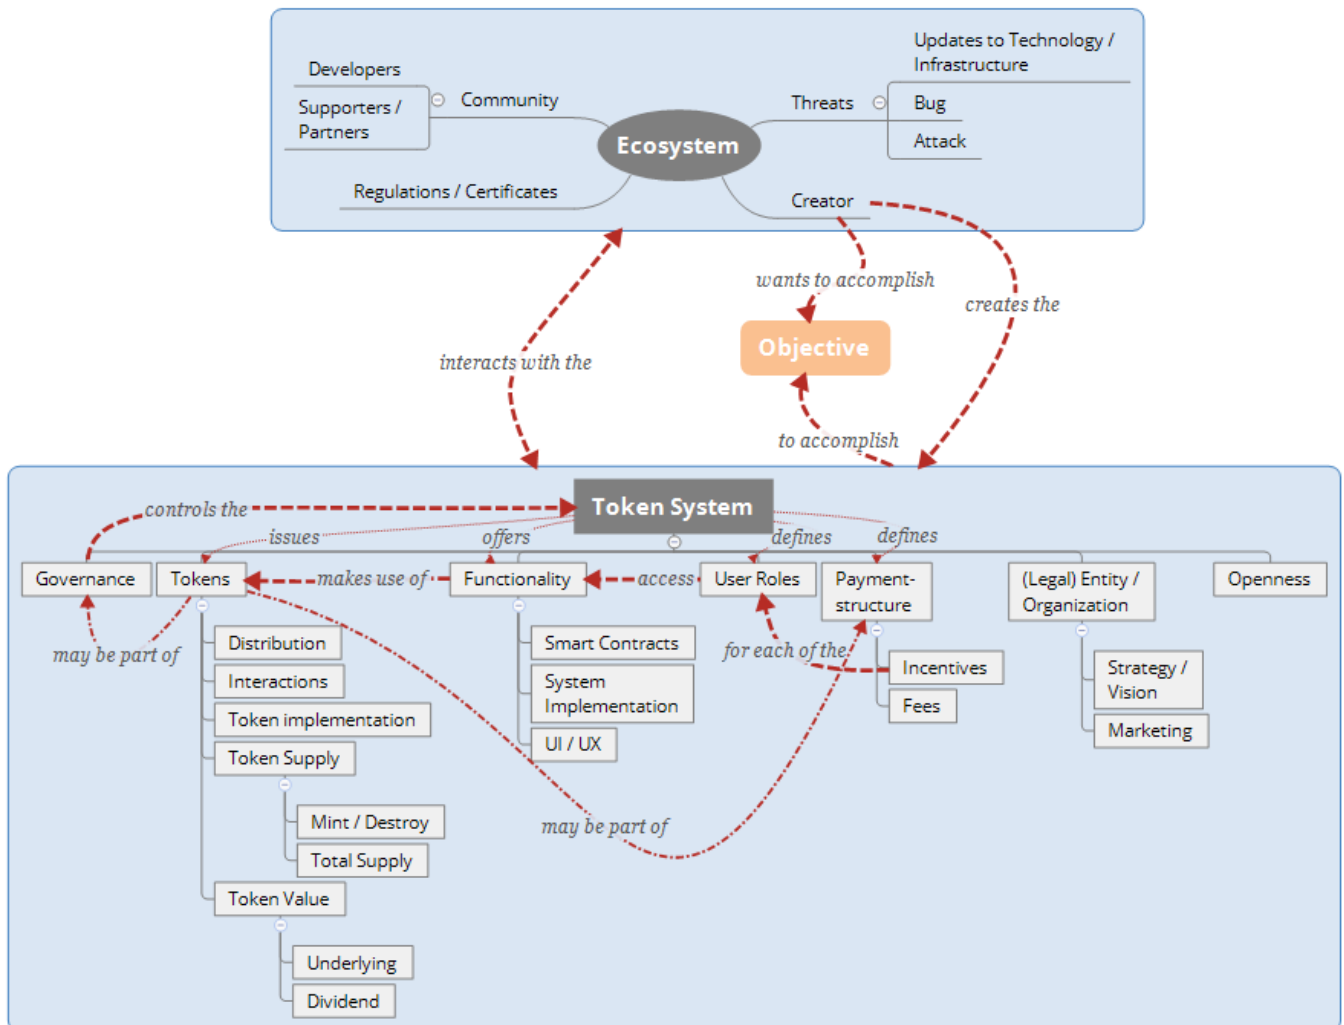 Updates to Technology /
Infrastructure
Developers
Community
Threats
Bug
Supporters /
Partners
Ecosystem
Attack
Regulations / Certificates
Creator
wants to accomplish
creates the
Objective
interacts with the
to accomplish
Token System
controls the
issues
offers
defines
defines
Governance
Tokens
makes use of
Functionality
access
User Roles
Payment-
structure
(Legal) Entity /
Organization
Openness
may be part of
Distribution
Interactions
Token implementation
Token Supply
Mint / Destroy
Total Supply
Token Value
Underlying
Dividend
Smart Contracts
System
Implementation
UI / UX
may be part of
for each of the
Incentives
Fees
Strategy /
Vision
Marketing